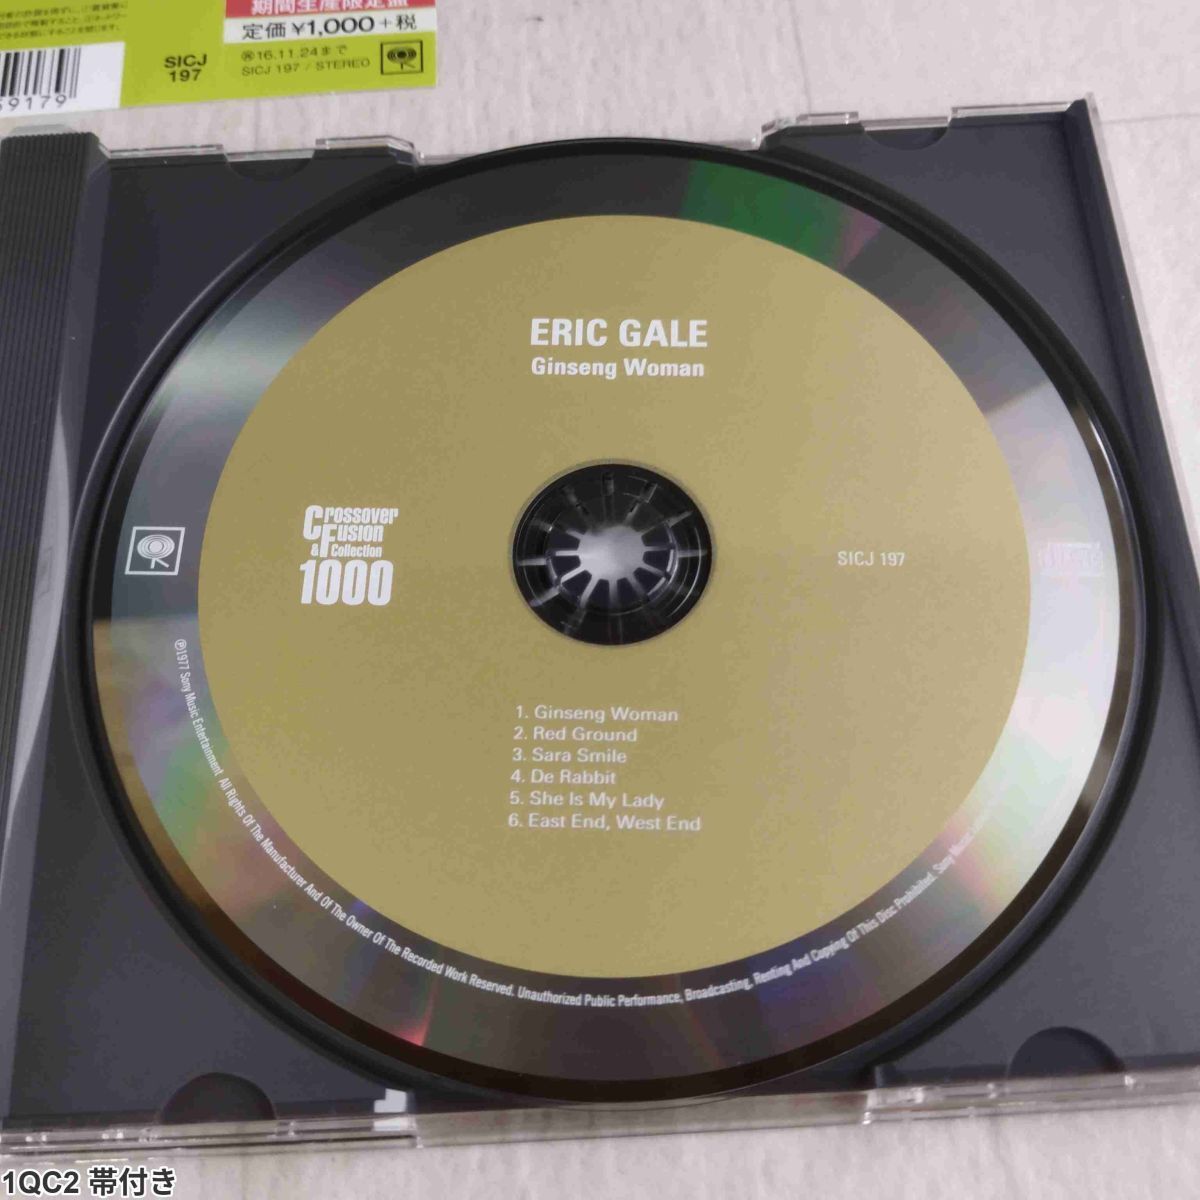 期間生産限定盤
定価¥1,000+税
SICJ
197
16.11.24まで
SICJ 197 / STEREO
59179
ERIC GALE
Ginseng Woman
Crossover
& Fusion
Collection
1000
SICJ 197
1. Ginseng Woman
2. Red Ground
3. Sara Smile
4. De Rabbit
5. She Is My Lady
6. East End, West End
℗1977 Sony Music Entertainment All Rights Of The Manufacturer And Of The Owner Of The Recorded Work Reserved. Unauthorized Public Performance, Broadcasting, Renting And Copying Of This Disc Prohibited. Sony Music
1QC2 帯付き